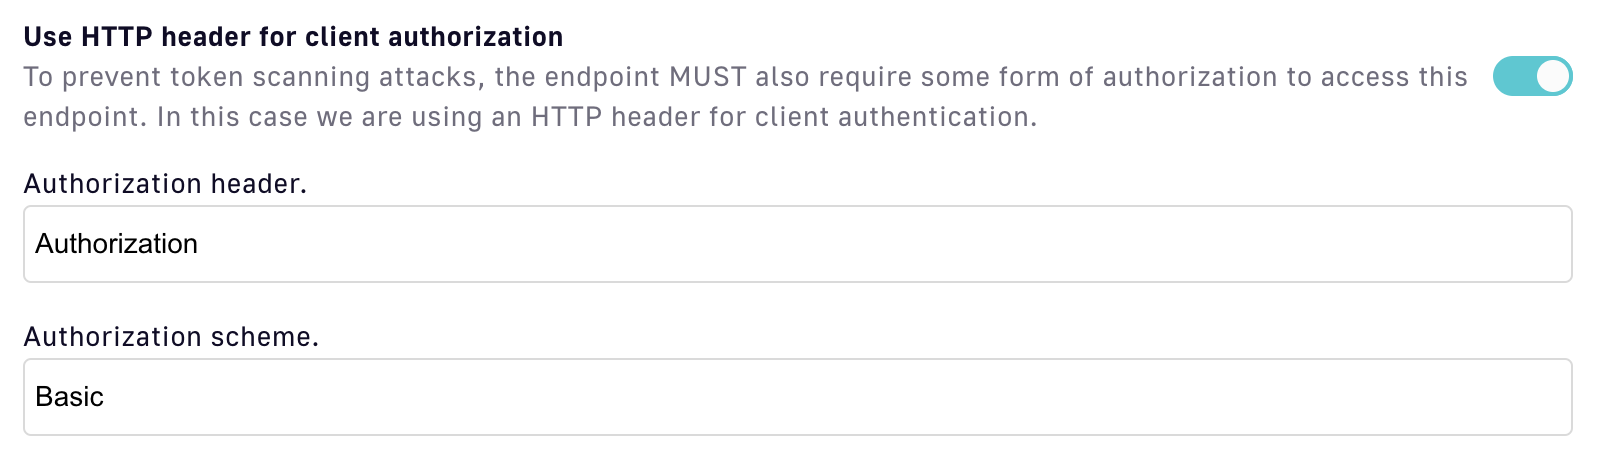 Use HTTP header for client authorization
To prevent token scanning attacks, the endpoint MUST also require some form of authorization to access this
endpoint. In this case we are using an HTTP header for client authentication.
Authorization header.
Authorization
Authorization scheme.
Basic